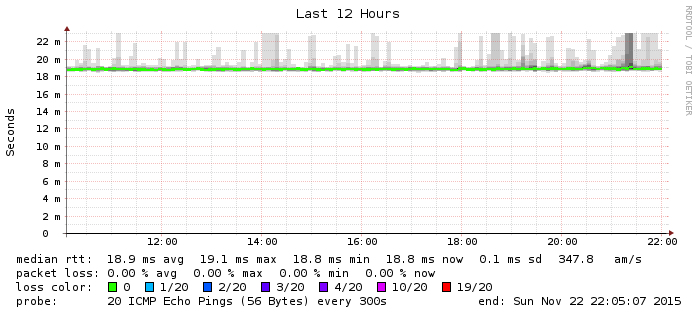 Last 12 Hours
RRDTOOL / TOBI OETIKER
Seconds
22 m
20 m
18 m
16 m
14 m
12 m
10 m
8 m
6 m
4 m
2 m
0
12:00 14:00 16:00 18:00 20:00 22:00
median rtt: 18.9 ms avg 19.1 ms max 18.8 ms min 18.8 ms now 0.1 ms sd 347.8 am/s
packet loss: 0.00 % avg 0.00 % max 0.00 % min 0.00 % now
loss color: 0 1/20 2/20 3/20 4/20 10/20 19/20
probe: 20 ICMP Echo Pings (56 Bytes) every 300s end: Sun Nov 22 22:05:07 2015